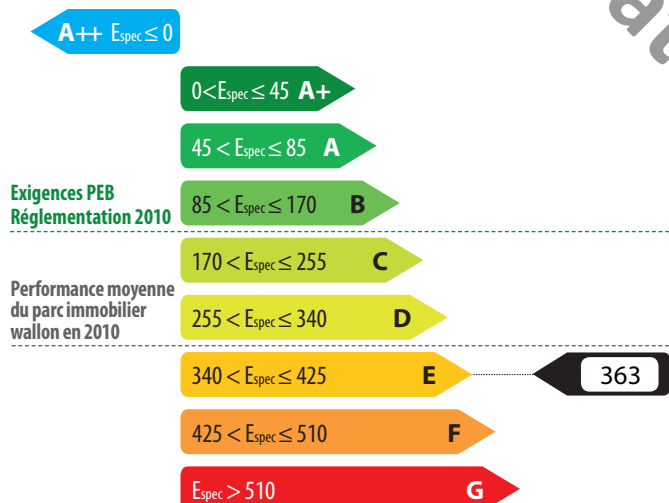 A++ Espec ≤ 0
0 < Espec ≤ 45 A+
45 < Espec ≤ 85 A
Exigences PEB
Réglementation 2010
85 < Espec ≤ 170 B
170 < Espec ≤ 255 C
Performance moyenne
du parc immobilier
wallon en 2010
255 < Espec ≤ 340 D
340 < Espec ≤ 425 E
363
425 < Espec ≤ 510 F
Espec > 510 G